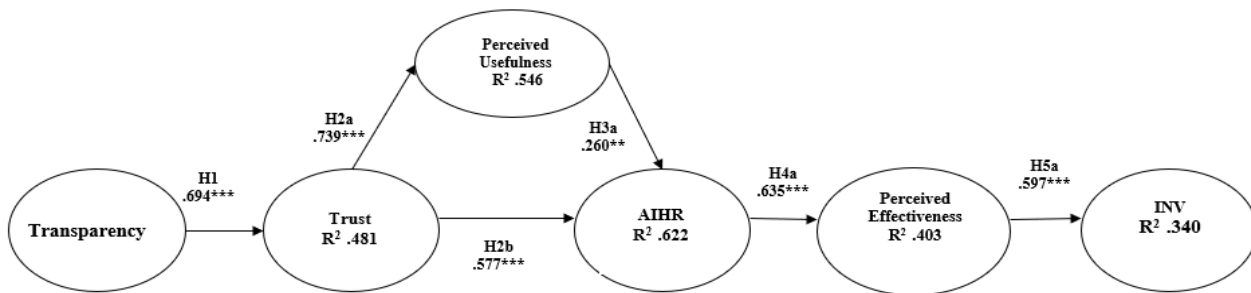 Perceived
Usefulness
R² .546
H2a
.739***
H3a
.260**
H1
.694***
H4a
.635***
H5a
.597***
Transparency
Trust
R² .481
H2b
.577***
AIHR
R² .622
Perceived
Effectiveness
R² .403
INV
R² .340